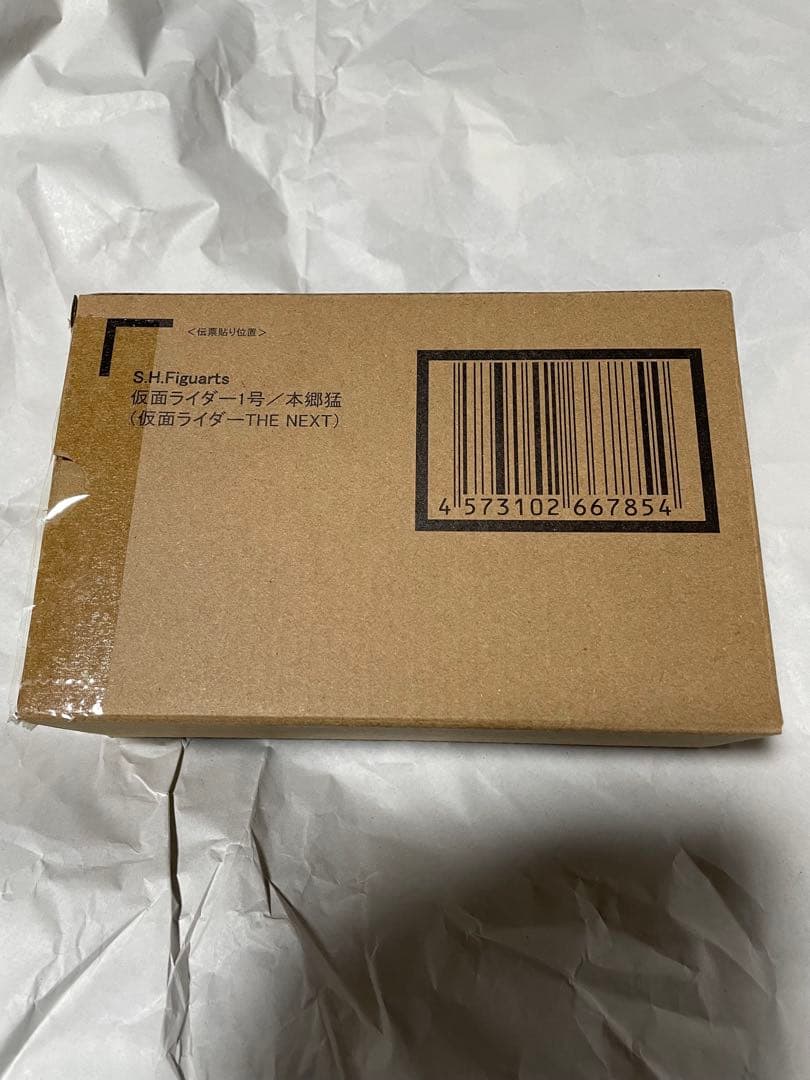 ＜伝票貼り位置＞
S.H.Figuarts
仮面ライダー1号／本郷猛
（仮面ライダーTHE NEXT）
4 573102 667854